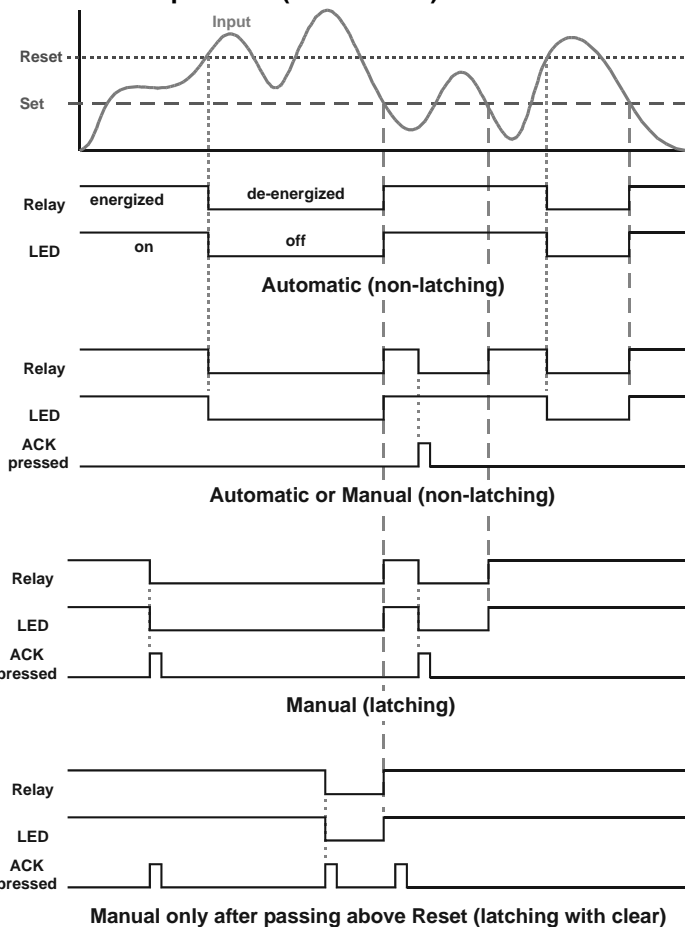 Input
Reset
Set
Relay energized de-energized
LED on off
Automatic (non-latching)
Relay
LED
ACK
pressed
Automatic or Manual (non-latching)
Relay
LED
ACK
pressed
Manual (latching)
Relay
LED
ACK
pressed
Manual only after passing above Reset (latching with clear)